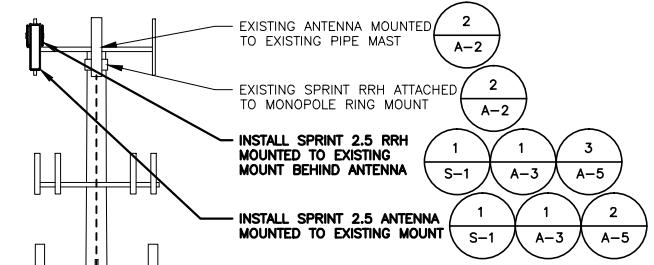 EXISTING ANTENNA MOUNTED
TO EXISTING PIPE MAST
2
A-2
EXISTING SPRINT RRH ATTACHED
TO MONOPOLE RING MOUNT
2
A-2
INSTALL SPRINT 2.5 RRH
MOUNTED TO EXISTING
MOUNT BEHIND ANTENNA
1
S-1
1
A-3
3
A-5
INSTALL SPRINT 2.5 ANTENNA
MOUNTED TO EXISTING MOUNT
1
S-1
1
A-3
2
A-5